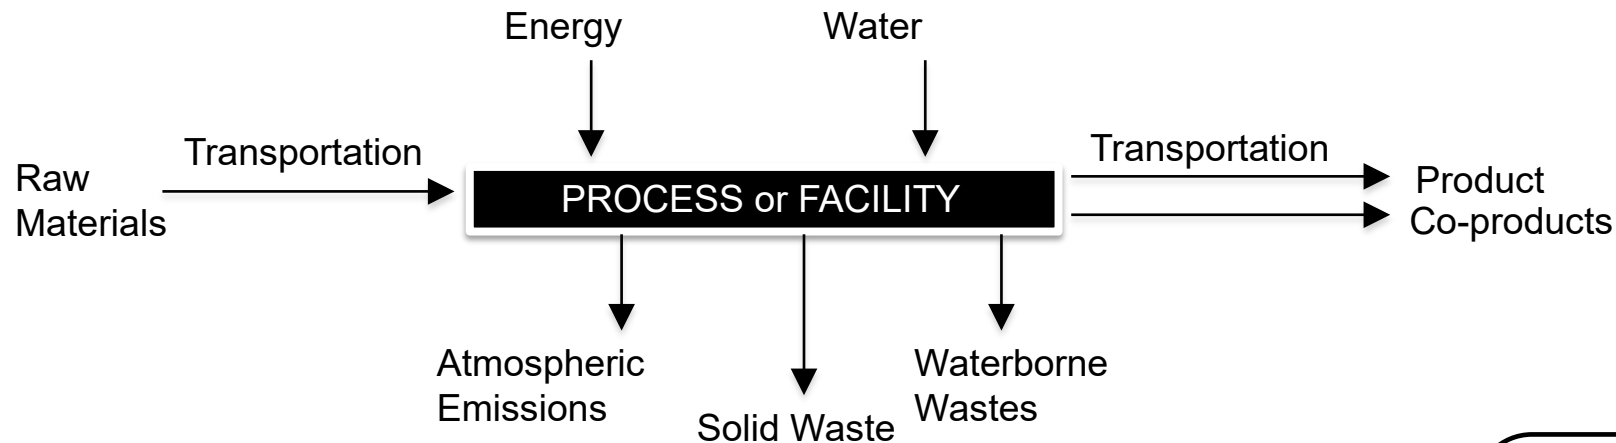 Energy
Water
Transportation
Transportation
Raw
Materials
PROCESS or FACILITY
Product
Co-products
Atmospheric
Emissions
Solid Waste
Waterborne
Wastes